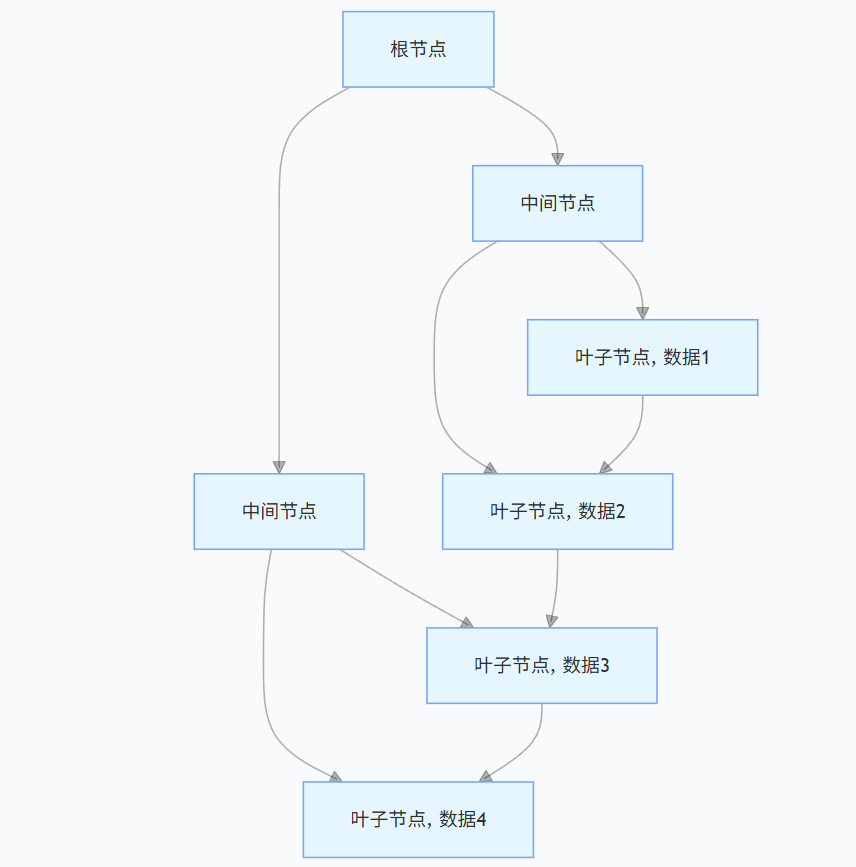 根节点
中间节点
叶子节点, 数据1
中间节点
叶子节点, 数据2
叶子节点, 数据3
叶子节点, 数据4